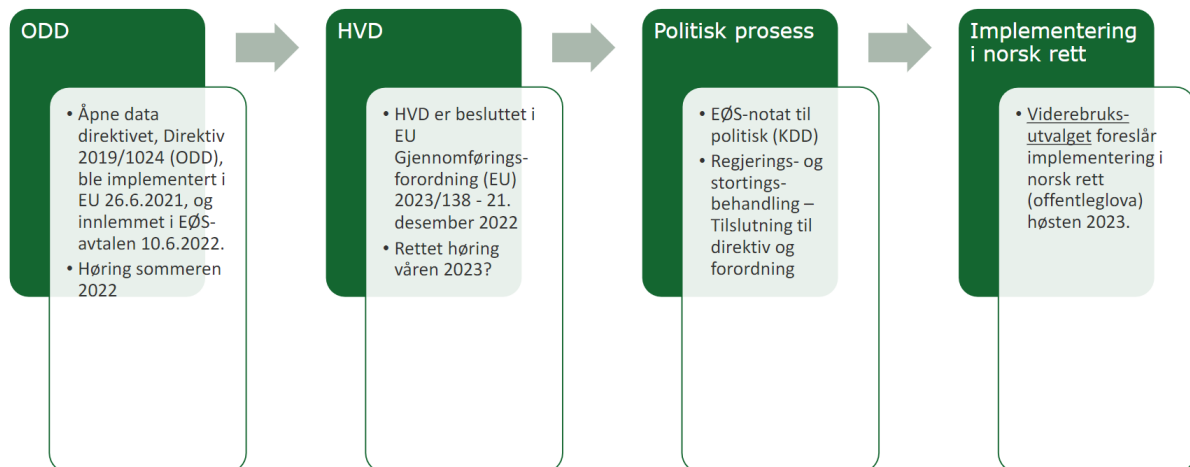 ODD
• Åpne data
direktivet, Direktiv
2019/1024 (ODD),
ble implementert i
EU 26.6.2021, og
innlemmet i EØS-
avtalen 10.6.2022.
• Høring sommeren
2022
HVD
• HVD er besluttet i
EU
Gjennomførings-
forordning (EU)
2023/138 - 21.
desember 2022
• Rettet høring
våren 2023?
Politisk prosess
• EØS-notat til
politisk (KDD)
• Regjerings- og
stortings-
behandling –
Tilslutning til
direktiv og
forordning
Implementering
i norsk rett
• Viderebruks-
utvalget foreslår
implementering i
norsk rett
(offentleglova)
høsten 2023.